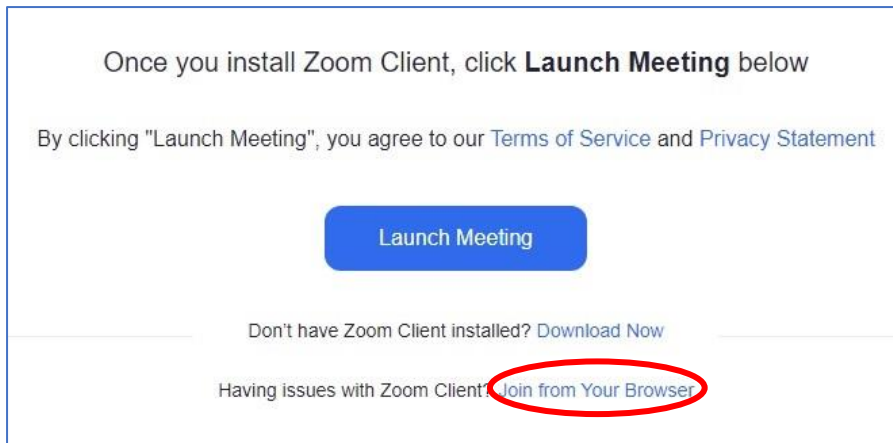 Once you install Zoom Client, click Launch Meeting below
By clicking "Launch Meeting", you agree to our Terms of Service and Privacy Statement
Launch Meeting
Don't have Zoom Client installed? Download Now
Having issues with Zoom Client? Join from Your Browser